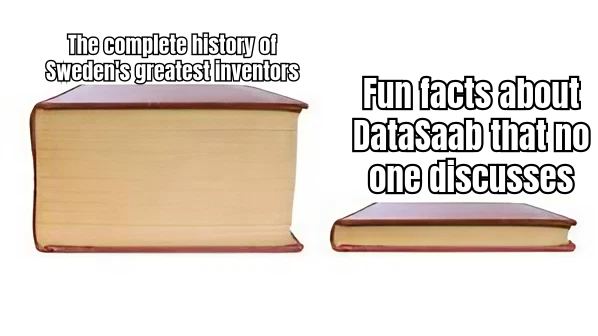 The complete history of
Sweden's greatest inventors
Fun facts about
DataSaab that no
one discusses